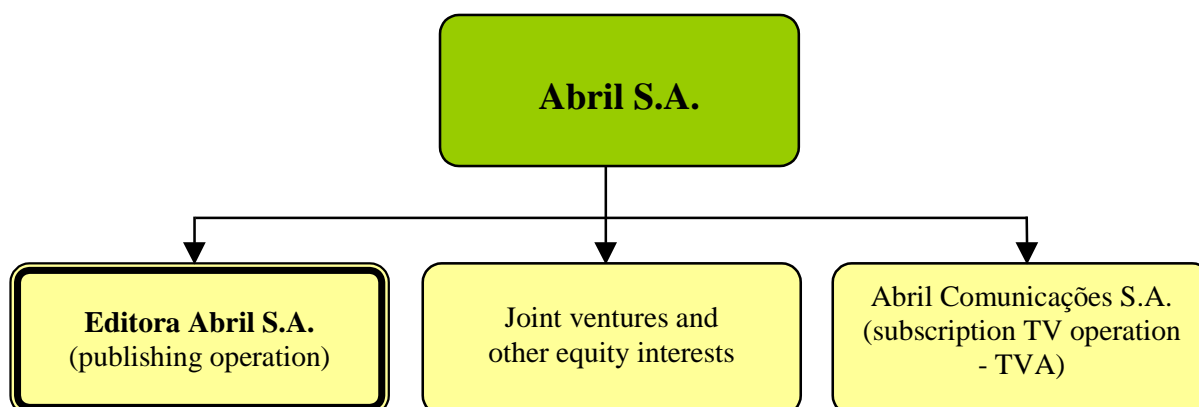 Abril S.A.
Editora Abril S.A.
(publishing operation)
Joint ventures and
other equity interests
Abril Comunicações S.A.
(subscription TV operation
- TVA)